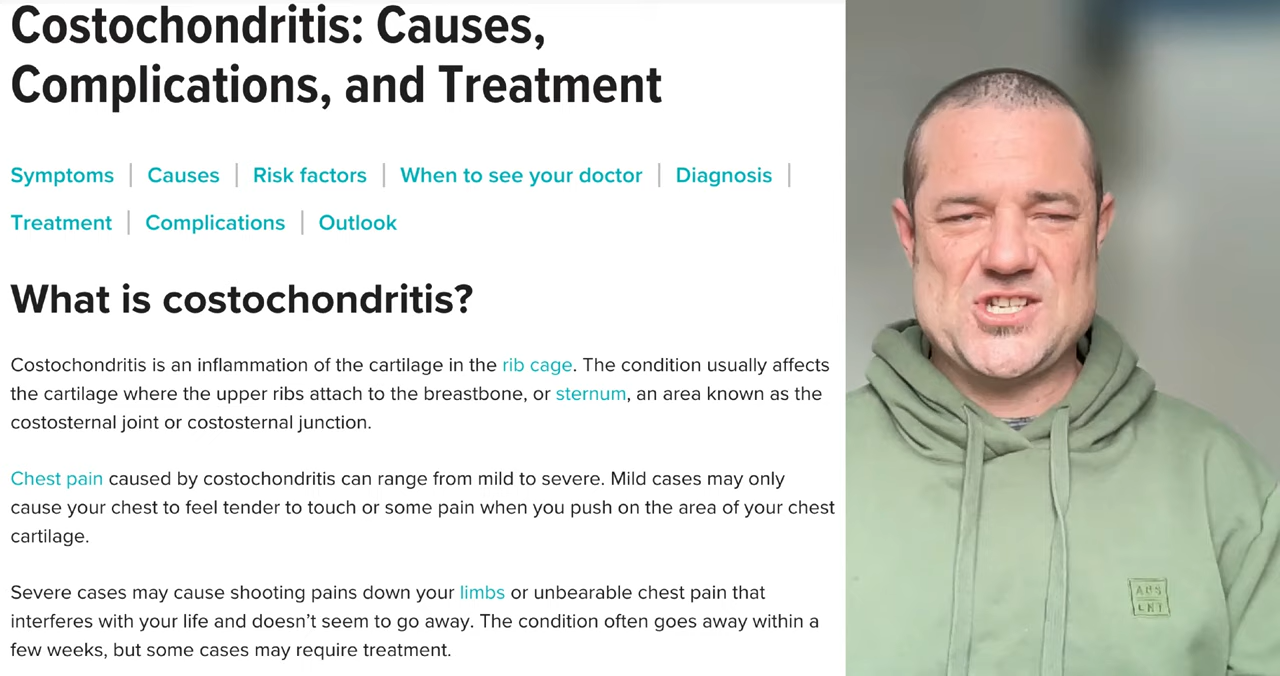 Costochondritis: Causes,
Complications, and Treatment
Symptoms | Causes | Risk factors | When to see your doctor | Diagnosis |
Treatment | Complications | Outlook
What is costochondritis?
Costochondritis is an inflammation of the cartilage in the rib cage. The condition usually affects
the cartilage where the upper ribs attach to the breastbone, or sternum, an area known as the
costosternal joint or costosternal junction.
Chest pain caused by costochondritis can range from mild to severe. Mild cases may only
cause your chest to feel tender to touch or some pain when you push on the area of your chest
cartilage.
Severe cases may cause shooting pains down your limbs or unbearable chest pain that
interferes with your life and doesn’t seem to go away. The condition often goes away within a
few weeks, but some cases may require treatment.